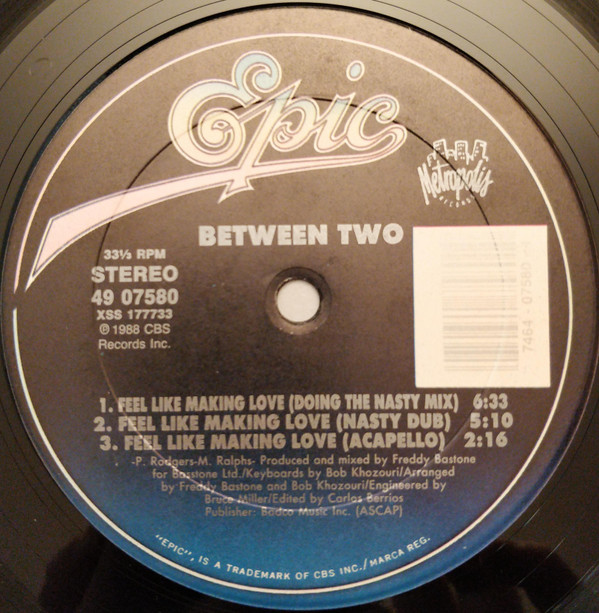 Epic
Metropolis
RECORDS
BETWEEN TWO
33⅓ RPM
STEREO
49 07580
XSS 177733
℗ 1988 CBS
Records Inc.
7464 - 07580
1. FEEL LIKE MAKING LOVE (DOING THE NASTY MIX) 6:33
2. FEEL LIKE MAKING LOVE (NASTY DUB) 5:10
3. FEEL LIKE MAKING LOVE (ACAPELLO) 2:16
-P. Rodgers-M. Ralphs- Produced and mixed by Freddy Bastone
for Basstone Ltd./Keyboards by Bob Khozouri/Arranged
by Freddy Bastone and Bob Khozouri/Engineered by
Bruce Miller/Edited by Carlos Berrios
Publisher: Badco Music Inc. (ASCAP)
"EPIC", IS A TRADEMARK OF CBS INC./MARCA REG.